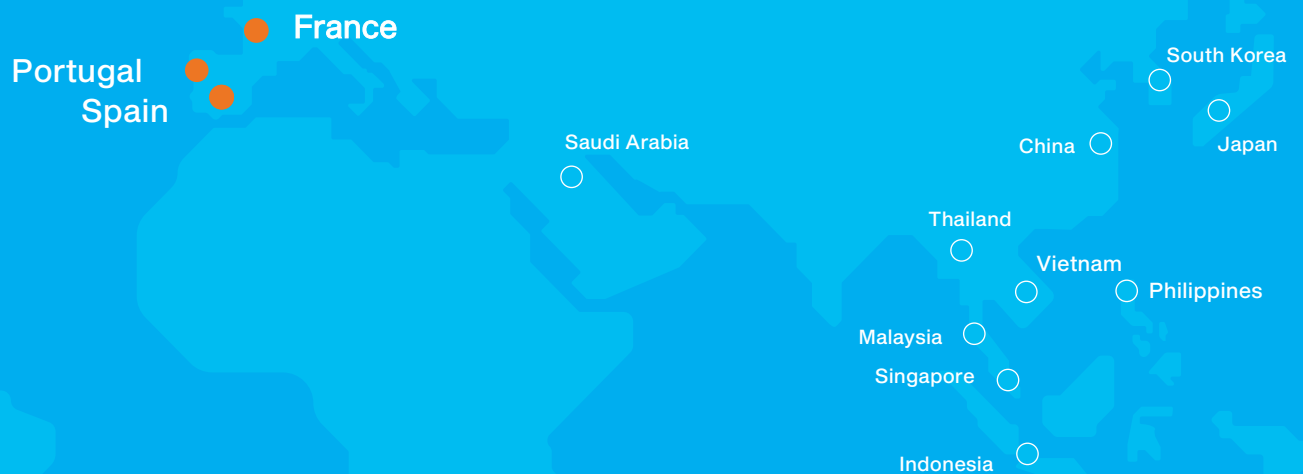 France
Portugal
Spain
South Korea
Saudi Arabia
China
Japan
Thailand
Vietnam
Philippines
Malaysia
Singapore
Indonesia